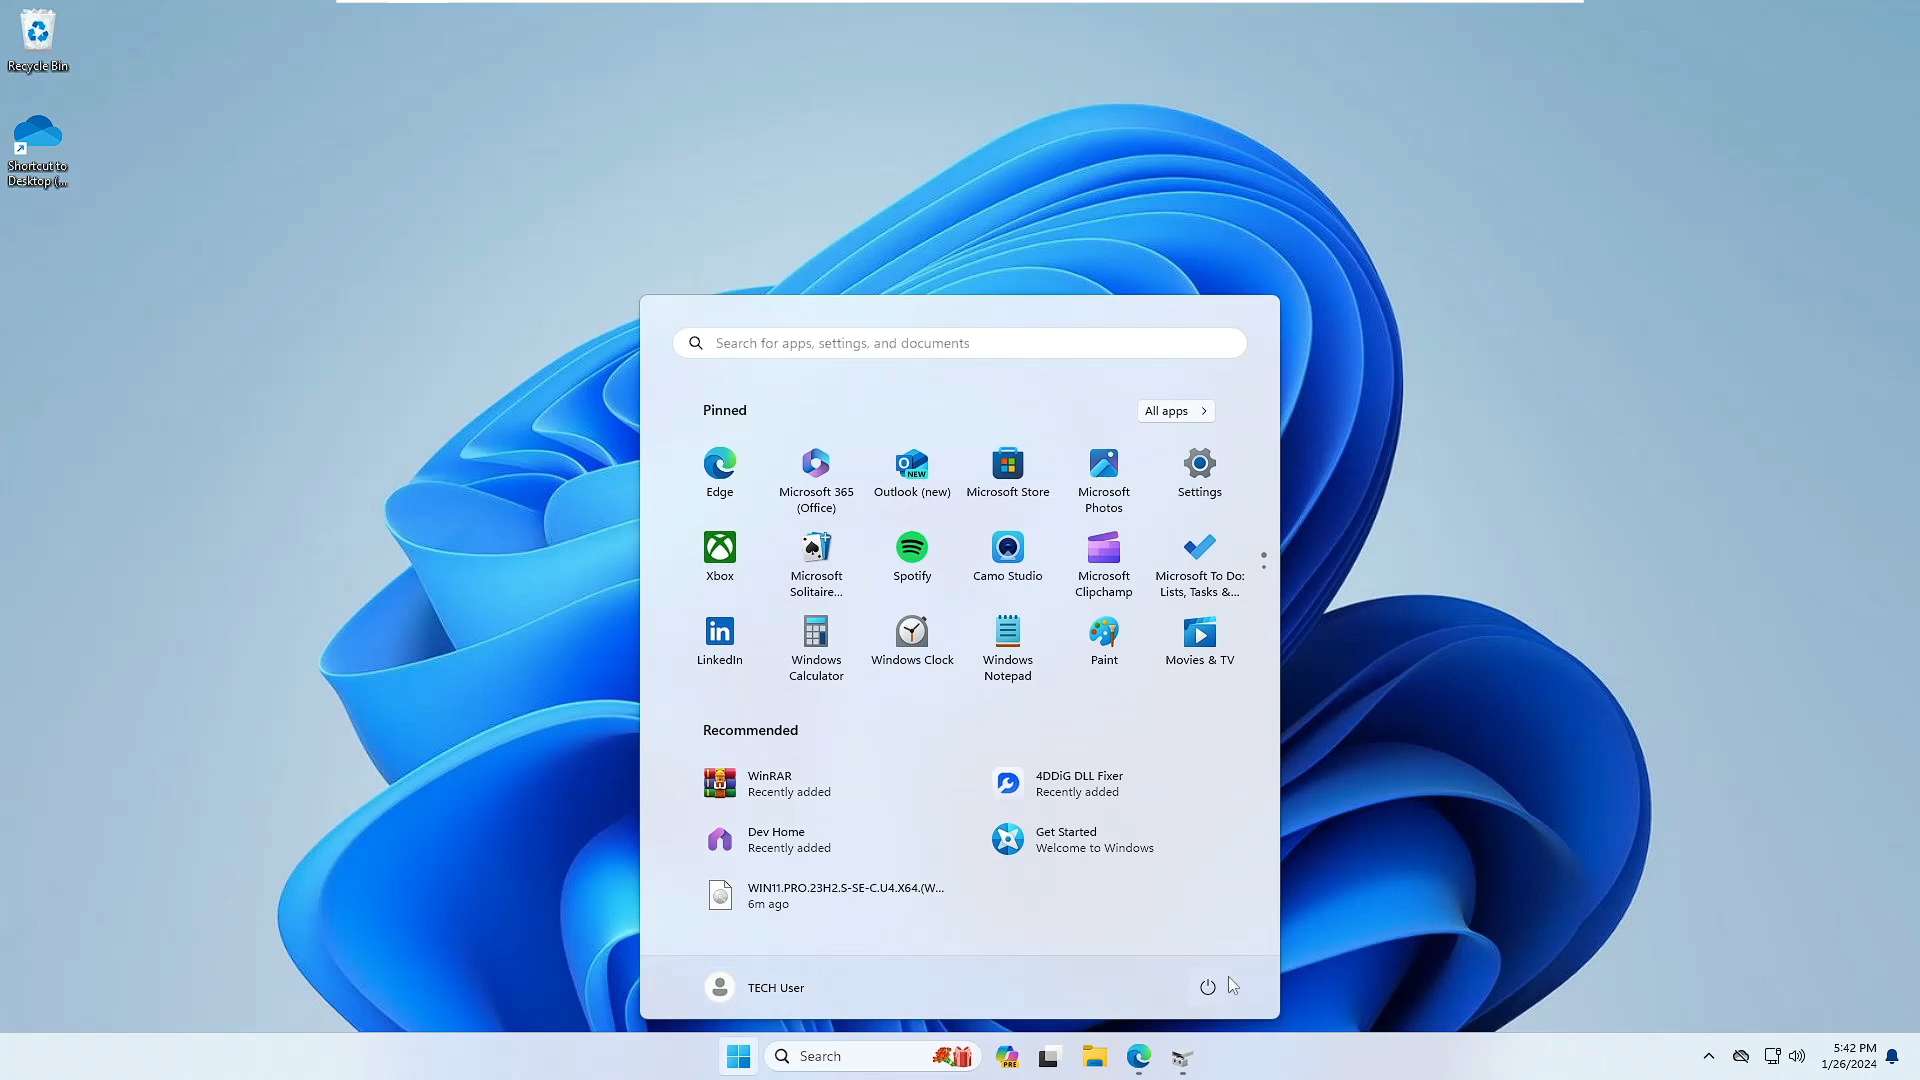 Recycle Bin
Shortcut to
Desktop (...
Search for apps, settings, and documents
Pinned
All apps
Edge
Microsoft 365
(Office)
Outlook (new)
Microsoft Store
Microsoft
Photos
Settings
Xbox
Microsoft
Solitaire...
Spotify
Camo Studio
Microsoft
Clipchamp
Microsoft To Do:
Lists, Tasks &...
LinkedIn
Windows
Calculator
Windows Clock
Windows
Notepad
Paint
Movies & TV
Recommended
WinRAR
Recently added
4DDiG DLL Fixer
Recently added
Dev Home
Recently added
Get Started
Welcome to Windows
WIN11.PRO.23H2.S-SE-C.U4.X64.(W...
6m ago
TECH User
Search
PRE
5:42 PM
1/26/2024
NEW
in